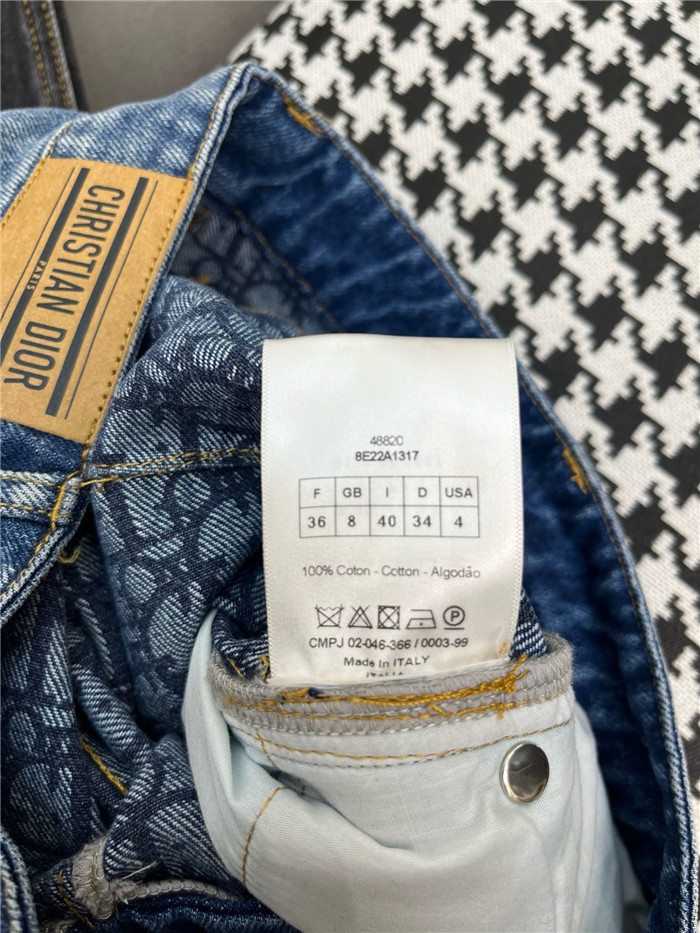 CHRISTIAN DIOR
PARIS
48820
8E22A1317
F GB I D USA
36 8 40 34 4
100% Coton - Cotton - Algodão
P
CMPJ 02-046-366 / 0003-99
Made in ITALY